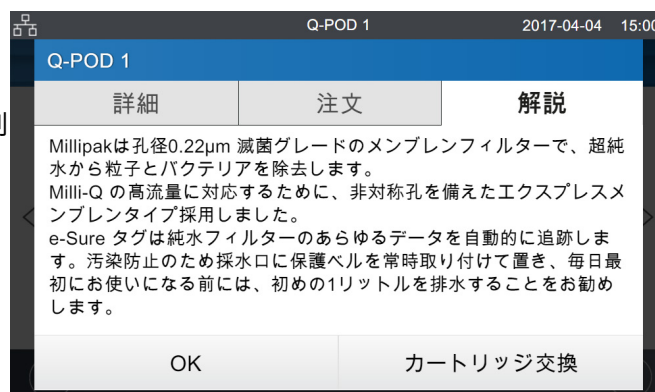 Q-POD 1 2017-04-04 15:00
Q-POD 1
詳細 注文 解説
Millipakは孔径0.22μm 滅菌グレードのメンブレンフィルターで、超純
水から粒子とバクテリアを除去します。
Milli-Q の高流量に対応するために、非対称孔を備えたエクスプレスメ
ンブレンタイプ採用しました。
e-Sure タグは純水フィルターのあらゆるデータを自動的に追跡しま
す。汚染防止のため採水口に保護ベルを常時取り付けて置き、毎日最
初にお使いになる前には、初めの1リットルを排水することをお勧め
します。
OK カートリッジ交換